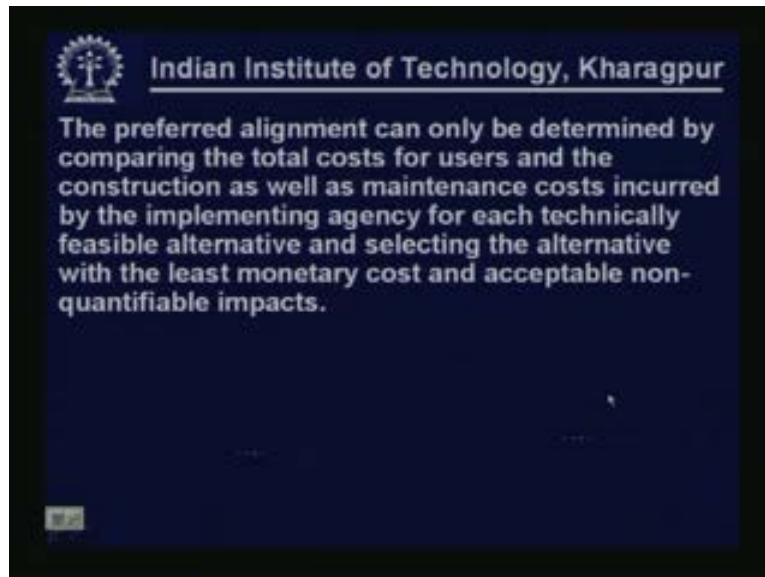 Indian Institute of Technology, Kharagpur
The preferred alignment can only be determined by
comparing the total costs for users and the
construction as well as maintenance costs incurred
by the implementing agency for each technically
feasible alternative and selecting the alternative
with the least monetary cost and acceptable non-
quantifiable impacts.